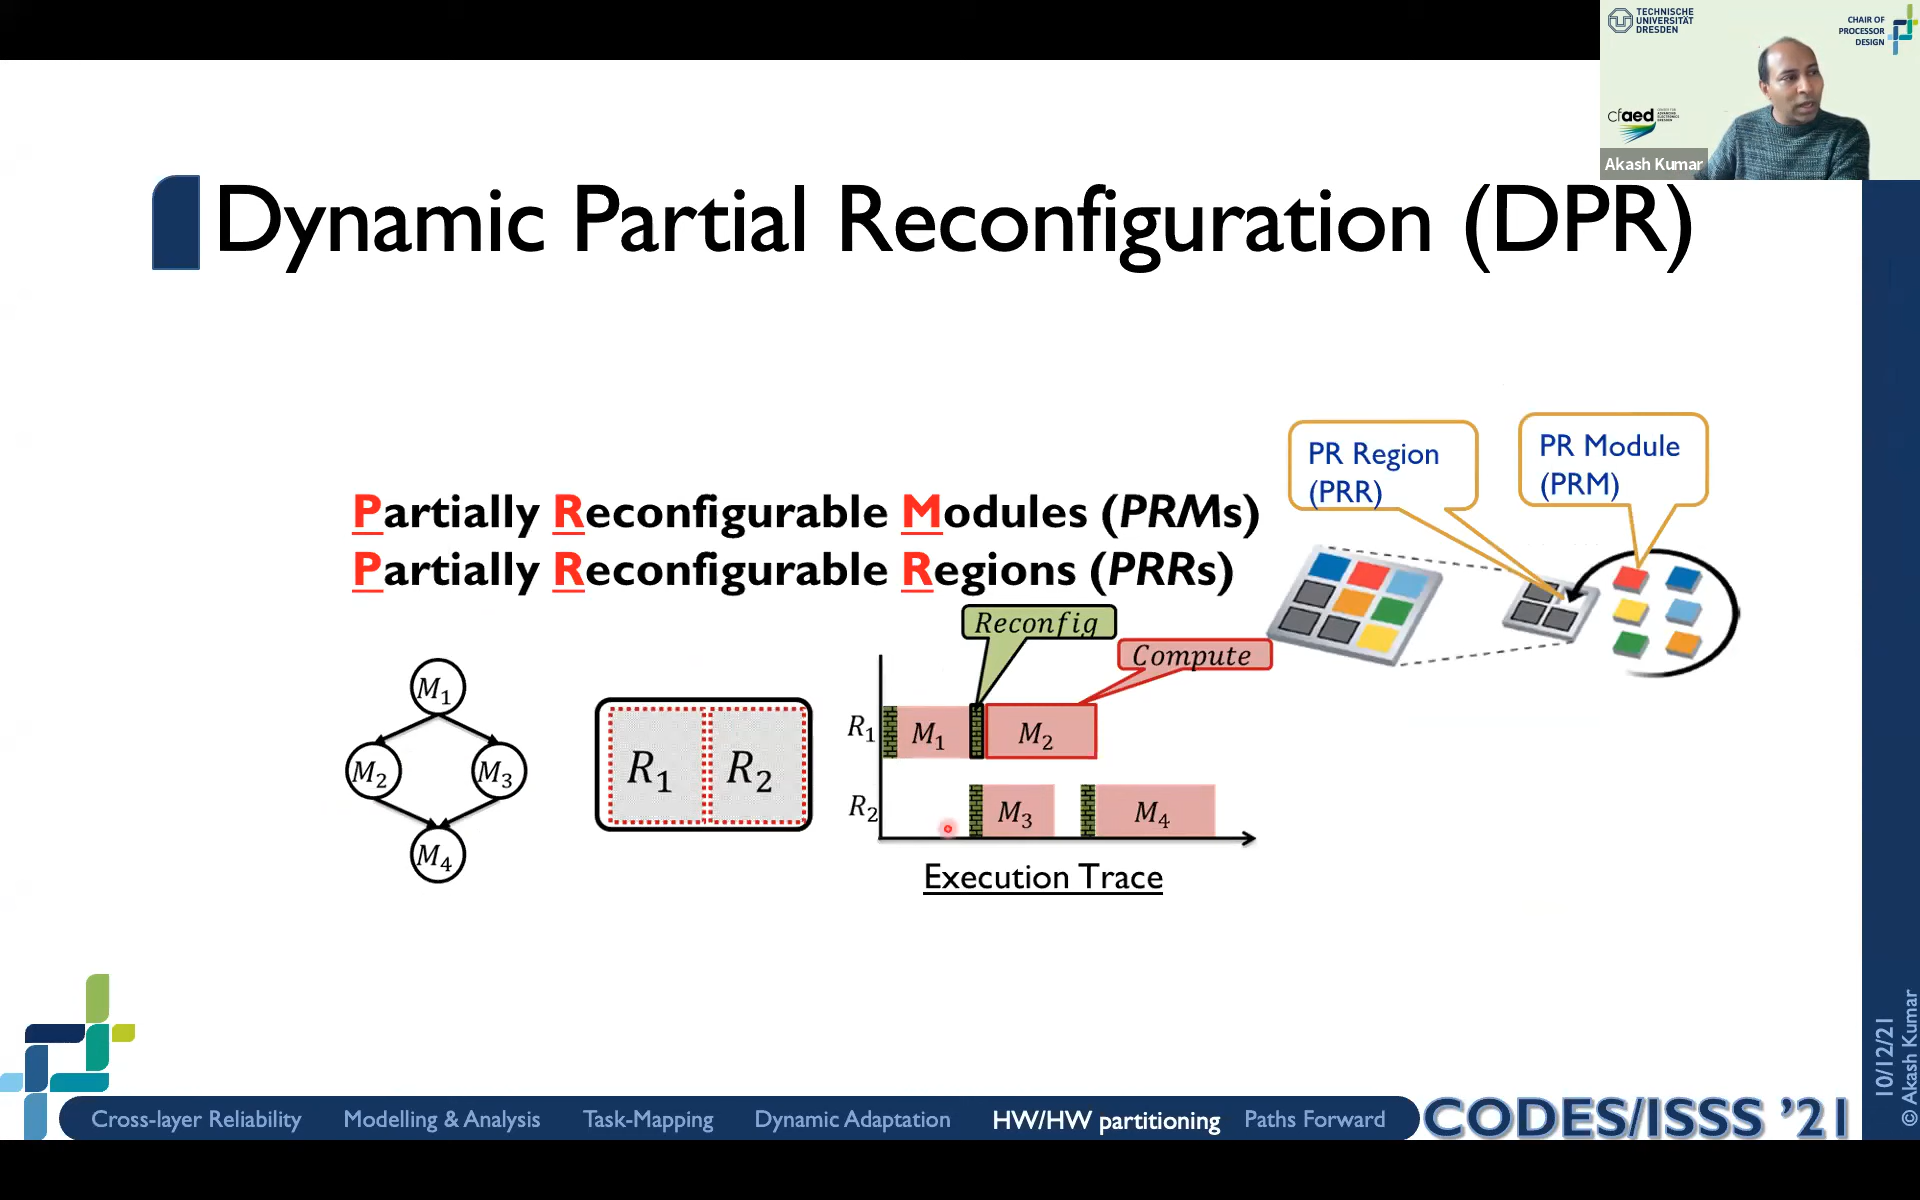 TECHNISCHE
UNIVERSITÄT
DRESDEN
CHAIR OF
PROCESSOR
DESIGN
cfaed
Akash Kumar
Dynamic Partial Reconfiguration (DPR)
Partially Reconfigurable Modules (PRMs)
Partially Reconfigurable Regions (PRRs)
PR Region
(PRR)
PR Module
(PRM)
Reconfig
Compute
M1
M2
M3
M4
R1
R2
R1
M1
M2
R2
M3
M4
Execution Trace
10/12/21
© Akash Kumar
Cross-layer Reliability
Modelling & Analysis
Task-Mapping
Dynamic Adaptation
HW/HW partitioning
Paths Forward
CODES/ISSS ’21